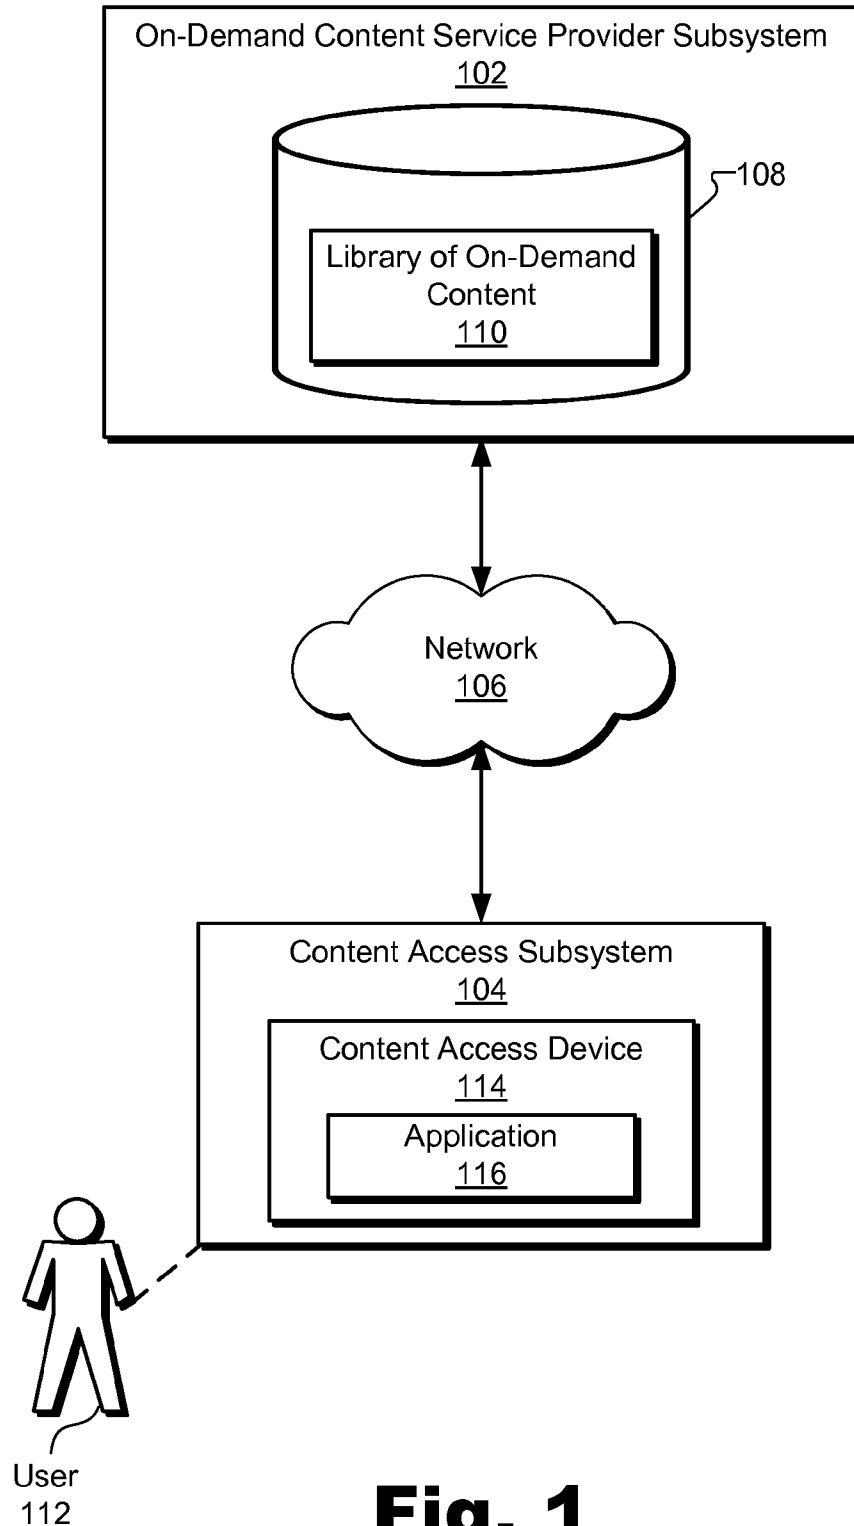 On-Demand Content Service Provider Subsystem
102
108
Library of On-Demand
Content
110
Network
106
Content Access Subsystem
104
Content Access Device
114
Application
116
User
112
Fig. 1